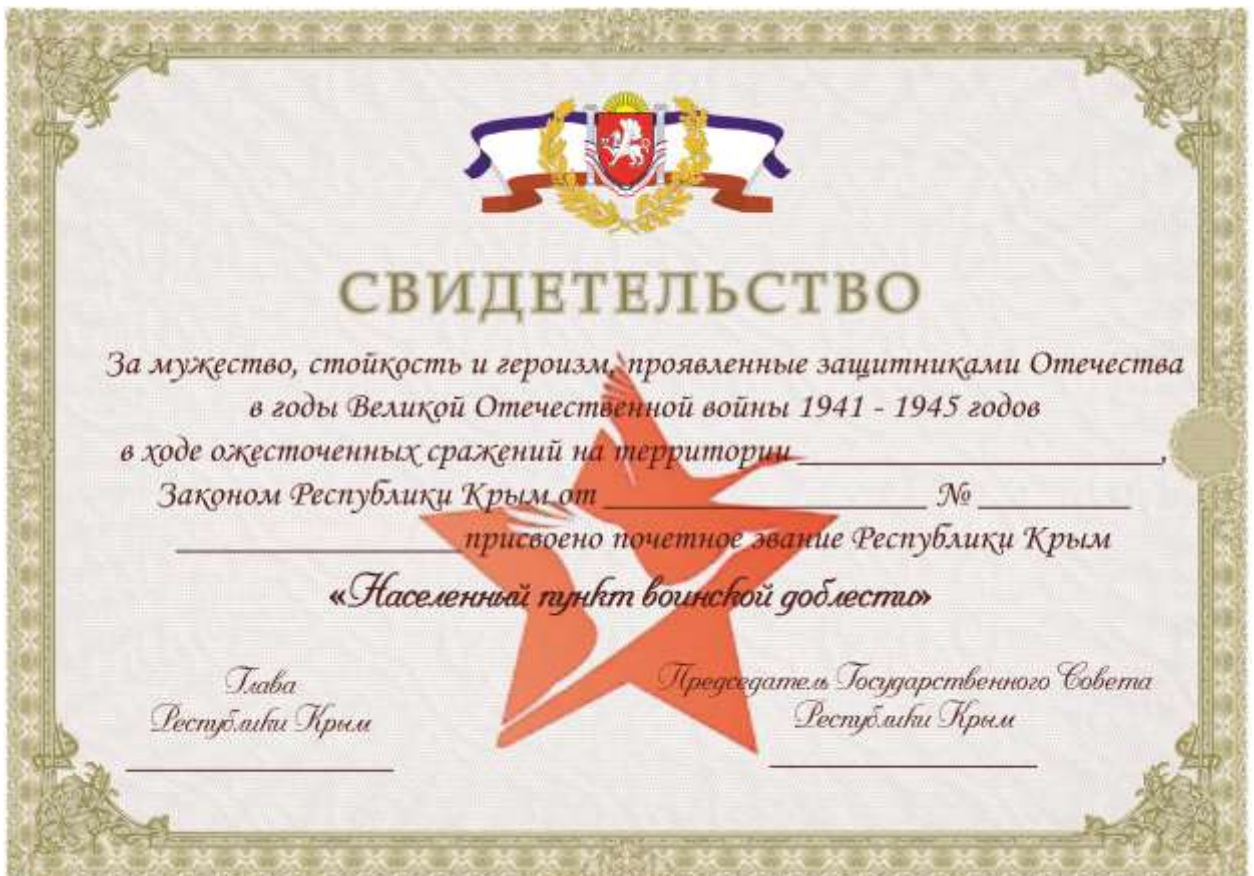 СВИДЕТЕЛЬСТВО
За мужество, стойкость и героизм, проявленные защитниками Отечества
в годы Великой Отечественной войны 1941 - 1945 годов
в ходе ожесточенных сражений на территории ____________________,
Законом Республики Крым от ____________________ № __________
____________________ присвоено почетное звание Республики Крым
«Населенный пункт воинской доблести»
Глава
Республики Крым
Председатель Государственного Совета
Республики Крым